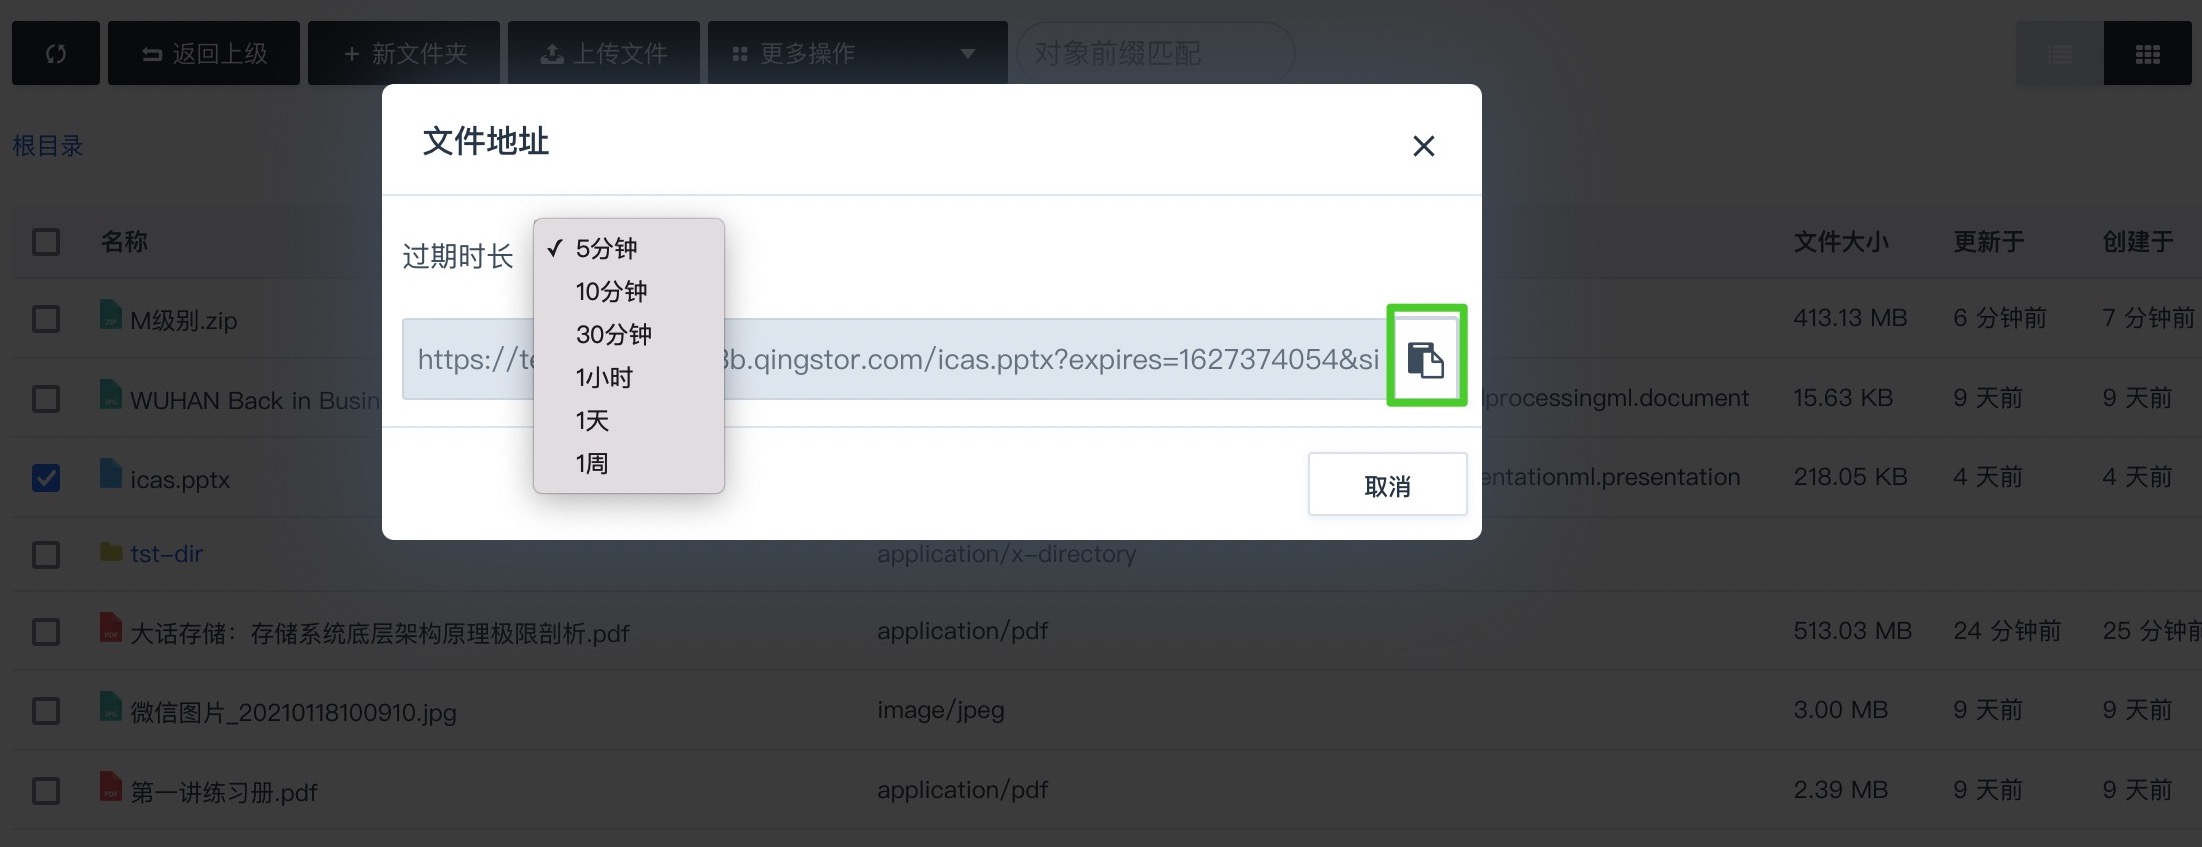 返回上级
+ 新文件夹
上传文件
更多操作
对象前缀匹配
文件地址
根目录
过期时长
✓ 5分钟
10分钟
30分钟
1小时
1天
1周
https://te
3b.qingstor.com/icas.pptx?expires=1627374054&si
取消
名称 文件大小 更新于 创建于
M级别.zip 413.13 MB 6 分钟前 7 分钟前
WUHAN Back in Busin processingml.document 15.63 KB 9 天前 9 天前
icas.pptx entationml.presentation 218.05 KB 4 天前 4 天前
tst-dir application/x-directory
大话存储：存储系统底层架构原理极限剖析.pdf application/pdf 513.03 MB 24 分钟前 25 分钟前
微信图片_20210118100910.jpg image/jpeg 3.00 MB 9 天前 9 天前
第一讲练习册.pdf application/pdf 2.39 MB 9 天前 9 天前